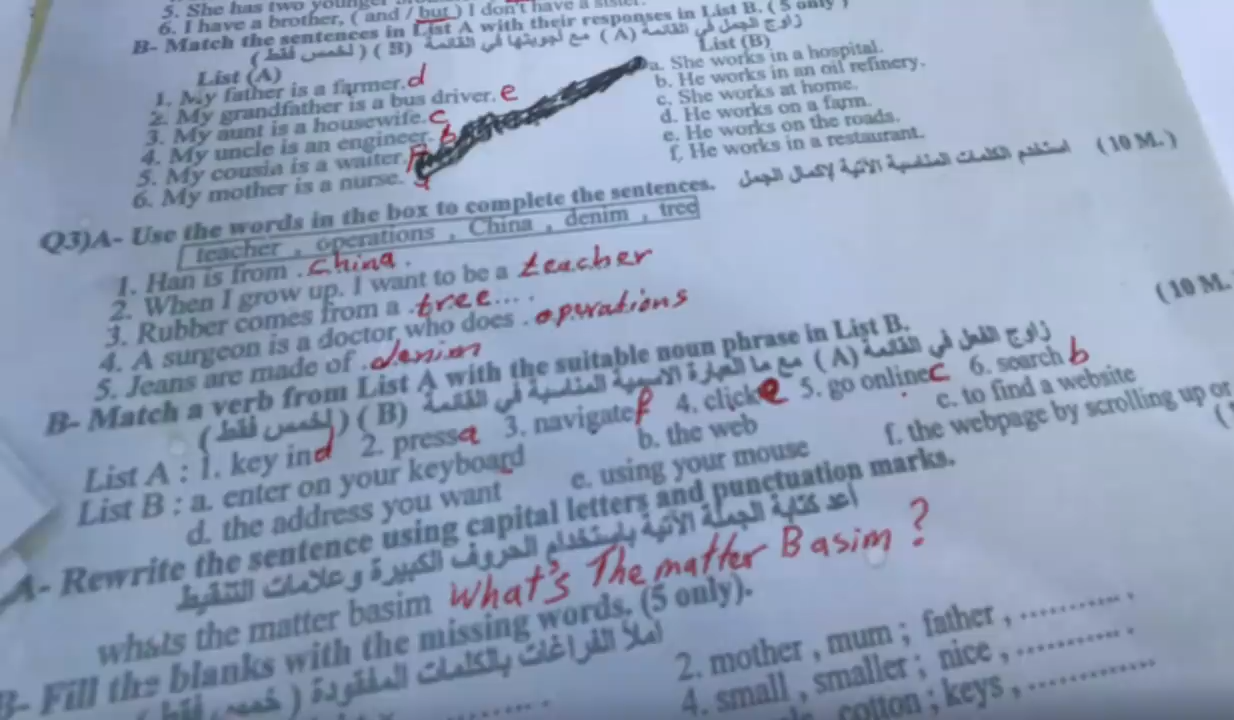 5. She has two younger
6. I have a brother, ( and / but ) I don't have a sister.
B- Match the sentences in List A with their responses in List B. ( 5 only )
زاوج الجمل في القائمة (A) مع اجوبتها في القائمة (B) ( لخمس فقط )
List (A)
List (B)
1. My father is a farmer. d
a. She works in a hospital.
2. My grandfather is a bus driver. e
b. He works in an oil refinery.
3. My aunt is a housewife. c
c. She works at home.
4. My uncle is an engineer. b
d. He works on a farm.
5. My cousin is a waiter.
e. He works on the roads.
6. My mother is a nurse.
f. He works in a restaurant.
Q3)A- Use the words in the box to complete the sentences. استخدم الكلمات المناسبة الآتية لإكمال الجمل ( 10 M. )
teacher , operations , China , denim , tree
1. Han is from . china .
2. When I grow up. I want to be a teacher
3. Rubber comes from a .tree... .
4. A surgeon is a doctor who does . operations
5. Jeans are made of .denim
(10 M.
B- Match a verb from List A with the suitable noun phrase in List B.
زاوج الفعل في القائمة (A) مع ما العبارة الاسمية المناسبة في القائمة (B) ( لخمس فقط )
List A : 1. key in d 2. press a 3. navigate f 4. click e 5. go online c 6. search b
List B : a. enter on your keyboard b. the web c. to find a website
d. the address you want e. using your mouse f. the webpage by scrolling up or
A- Rewrite the sentence using capital letters and punctuation marks.
أعد كتابة الجملة الآتية باستخدام الحروف الكبيرة وعلامات التنقيط
whats the matter basim What's The matter Basim ?
B- Fill the blanks with the missing words. (5 only).
املأ الفراغات بالكلمات المفقودة ( خمس فقط )
2. mother , mum ; father , ............ .
4. small , smaller ; nice , ............ .
cotton ; keys , .............